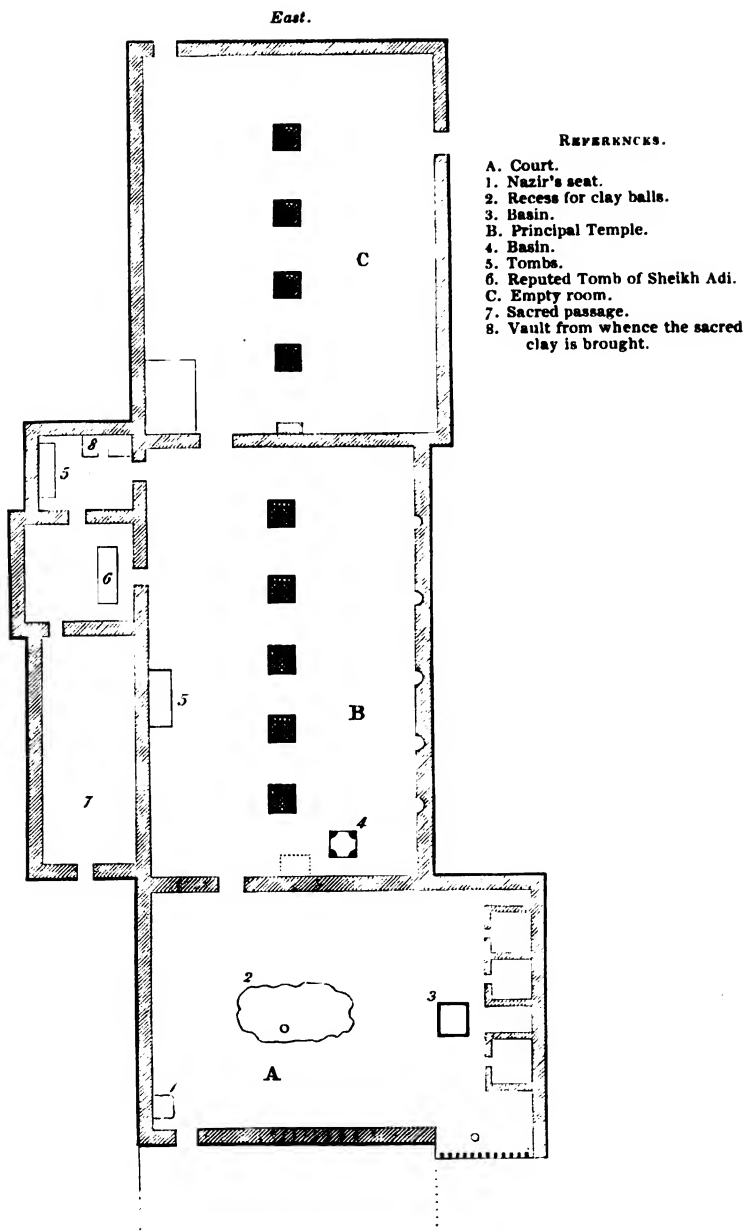 East.
REFERENCES.
A. Court.
1. Nazir's seat.
2. Recess for clay balls.
3. Basin.
B. Principal Temple.
4. Basin.
5. Tombs.
6. Reputed Tomb of Sheikh Adi.
C. Empty room.
7. Sacred passage.
8. Vault from whence the sacred
clay is brought.
C
8
5
6
5
B
7
4
2
3
A